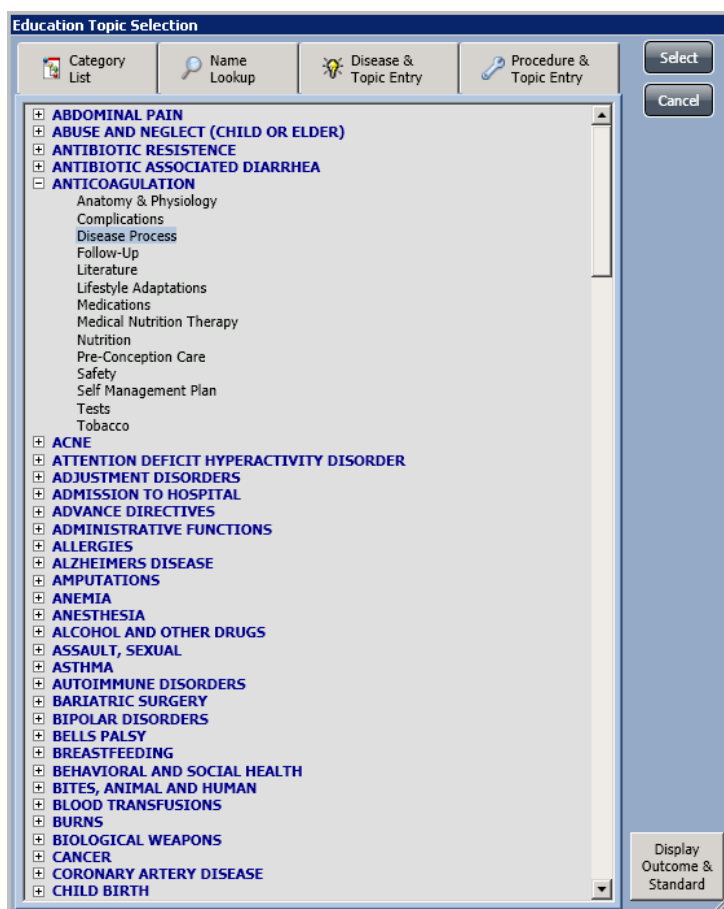 Education Topic Selection
Category List
Name Lookup
Disease & Topic Entry
Procedure & Topic Entry
Select
Cancel
ABDOMINAL PAIN
ABUSE AND NEGLECT (CHILD OR ELDER)
ANTIBIOTIC RESISTENCE
ANTIBIOTIC ASSOCIATED DIARRHEA
ANTICOAGULATION
Anatomy & Physiology
Complications
Disease Process
Follow-Up
Literature
Lifestyle Adaptations
Medications
Medical Nutrition Therapy
Nutrition
Pre-Conception Care
Safety
Self Management Plan
Tests
Tobacco
ACNE
ATTENTION DEFICIT HYPERACTIVITY DISORDER
ADJUSTMENT DISORDERS
ADMISSION TO HOSPITAL
ADVANCE DIRECTIVES
ADMINISTRATIVE FUNCTIONS
ALLERGIES
ALZHEIMERS DISEASE
AMPUTATIONS
ANEMIA
ANESTHESIA
ALCOHOL AND OTHER DRUGS
ASSAULT, SEXUAL
ASTHMA
AUTOIMMUNE DISORDERS
BARIATRIC SURGERY
BIPOLAR DISORDERS
BELLS PALSY
BREASTFEEDING
BEHAVIORAL AND SOCIAL HEALTH
BITES, ANIMAL AND HUMAN
BLOOD TRANSFUSIONS
BURNS
BIOLOGICAL WEAPONS
CANCER
CORONARY ARTERY DISEASE
CHILD BIRTH
Display
Outcome &
Standard